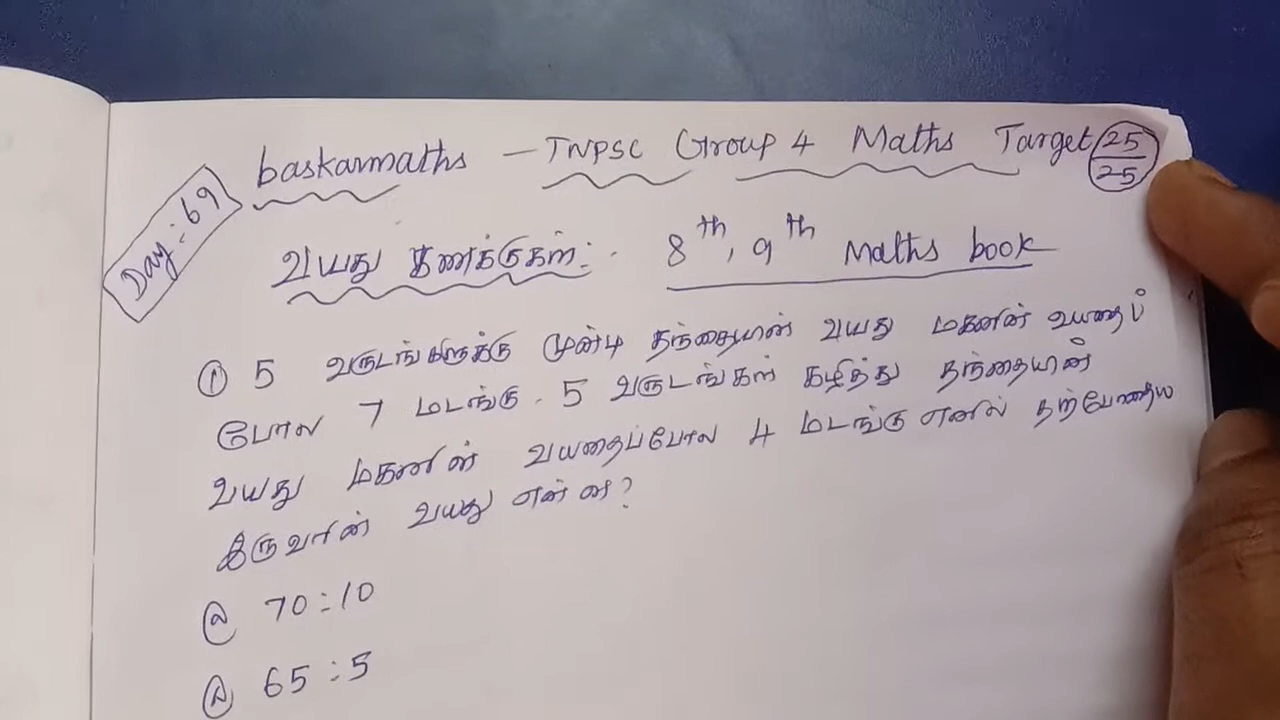 baskarmaths - TNPSC Group 4 Maths Target 25/25
Day: 69
வயது கணக்குகள்: 8th, 9th Maths book
① 5 வருடங்களுக்கு முன்பு தந்தையின் வயது மகனின் வயதைப்
போல 7 மடங்கு. 5 வருடங்கள் கழித்து தந்தையின்
வயது மகனின் வயதைப்போல 4 மடங்கு எனில் தற்போதைய
இருவரின் வயது என்ன?
70:10
65:5